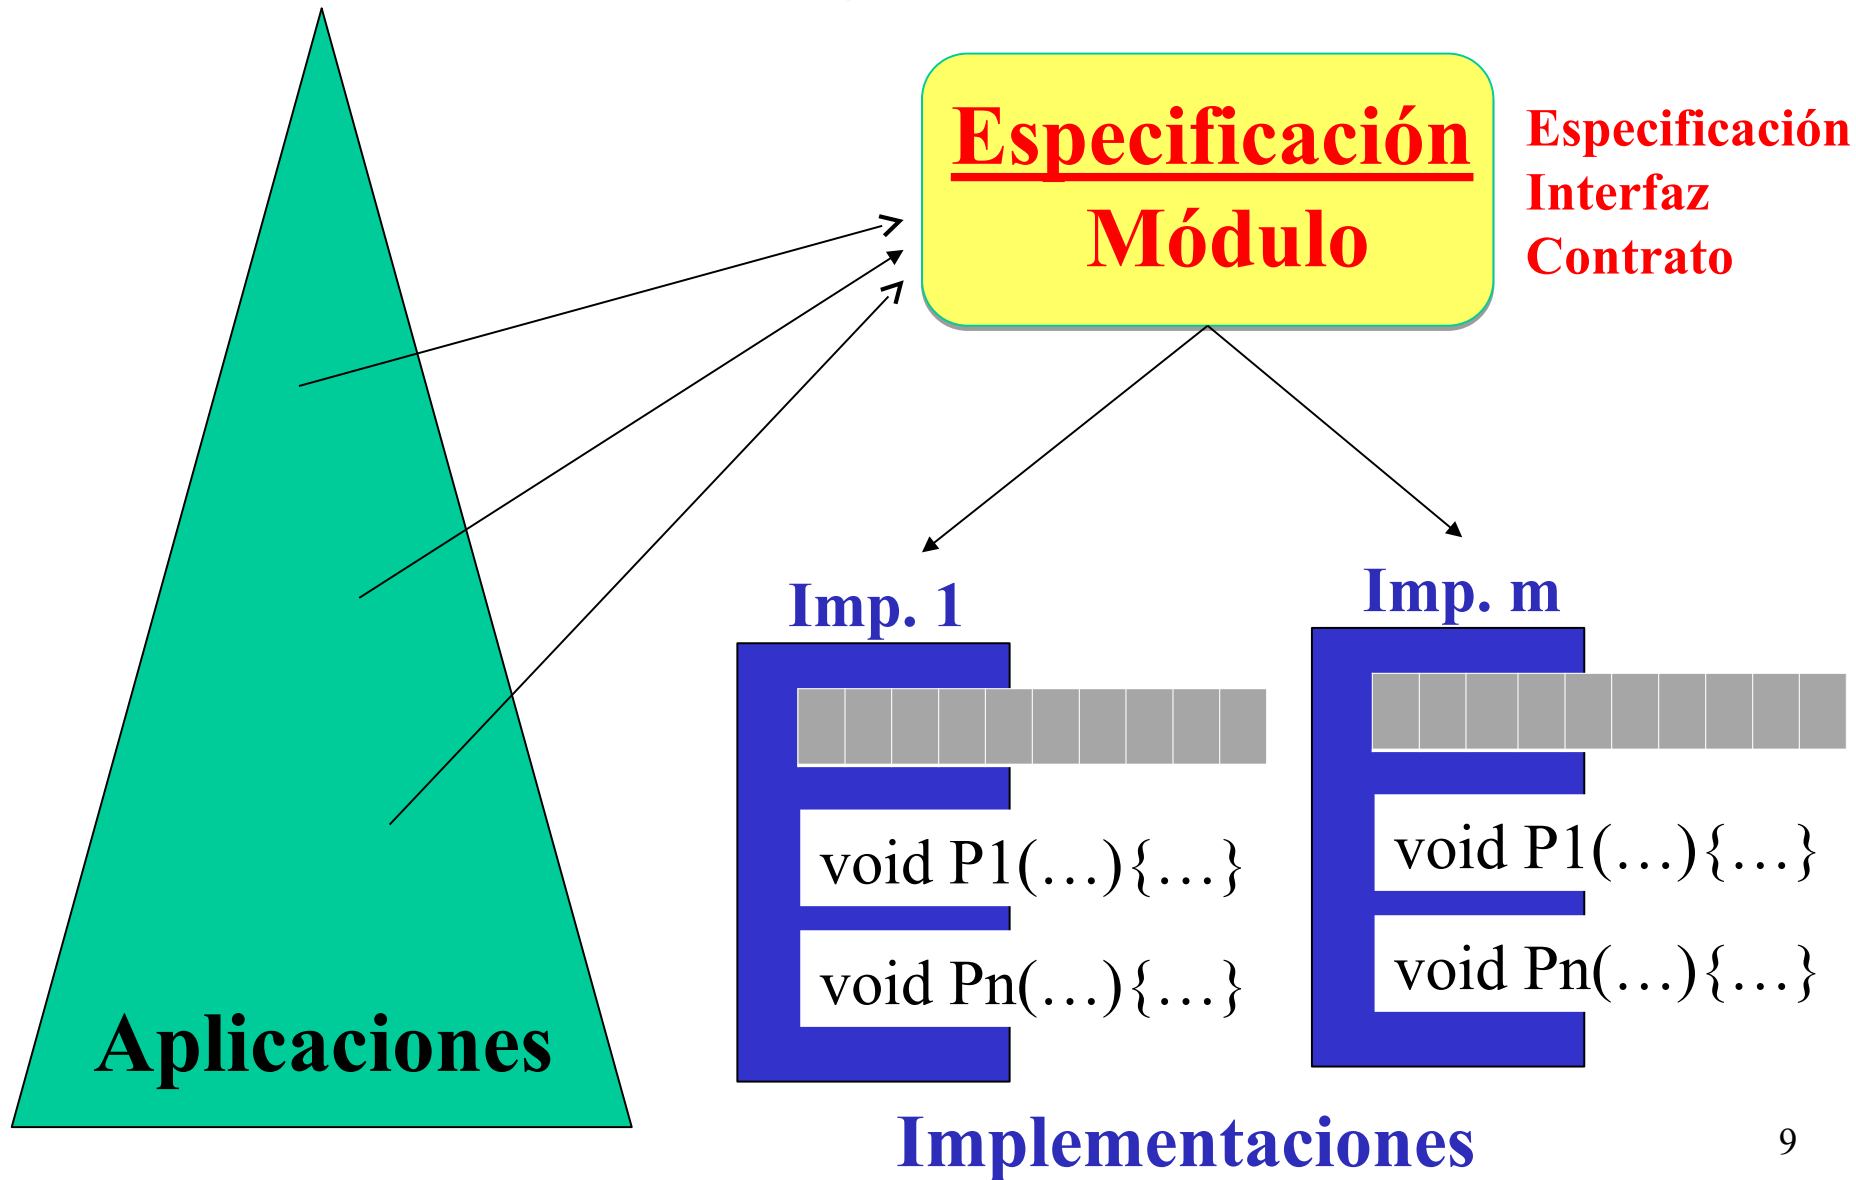 Especificación
Módulo
Especificación
Interfaz
Contrato
Imp. 1
Imp. m
void P1(…){…}
void Pn(…){…}
void P1(…){…}
void Pn(…){…}
Aplicaciones
Implementaciones
9